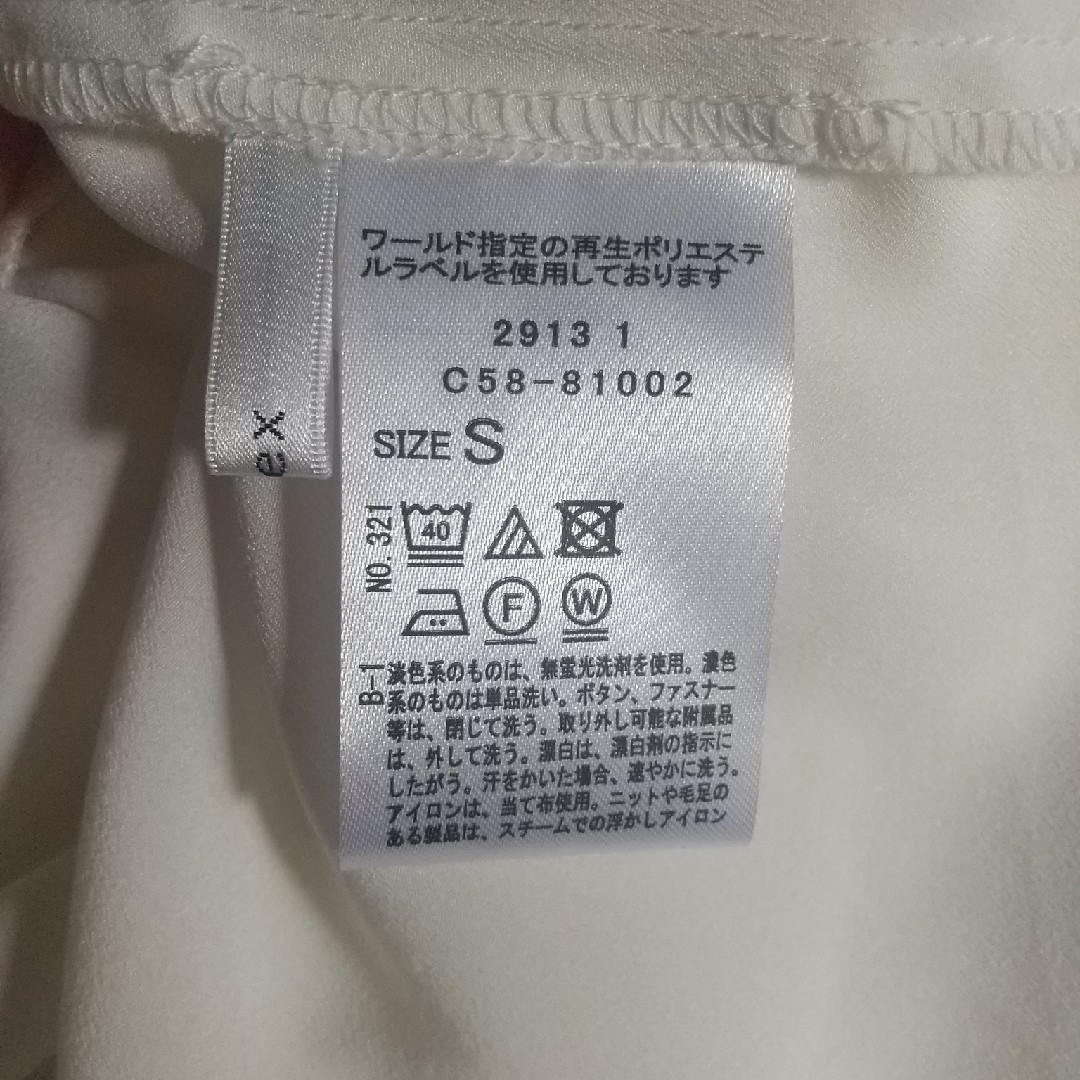 ワールド指定の再生ポリエステ
ルラベルを使用しております
2913 1
C58-81002
SIZE S
ex
NO.321
40
F
W
B-1
淡色系のものは、無蛍光洗剤を使用。濃色
系のものは単品洗い。ボタン、ファスナー
等は、閉じて洗う。取り外し可能な附属品
は、外して洗う。漂白は、漂白剤の指示に
したがう。汗をかいた場合、速やかに洗う。
アイロンは、当て布使用。ニットや毛足の
ある製品は、スチームでの浮かしアイロン